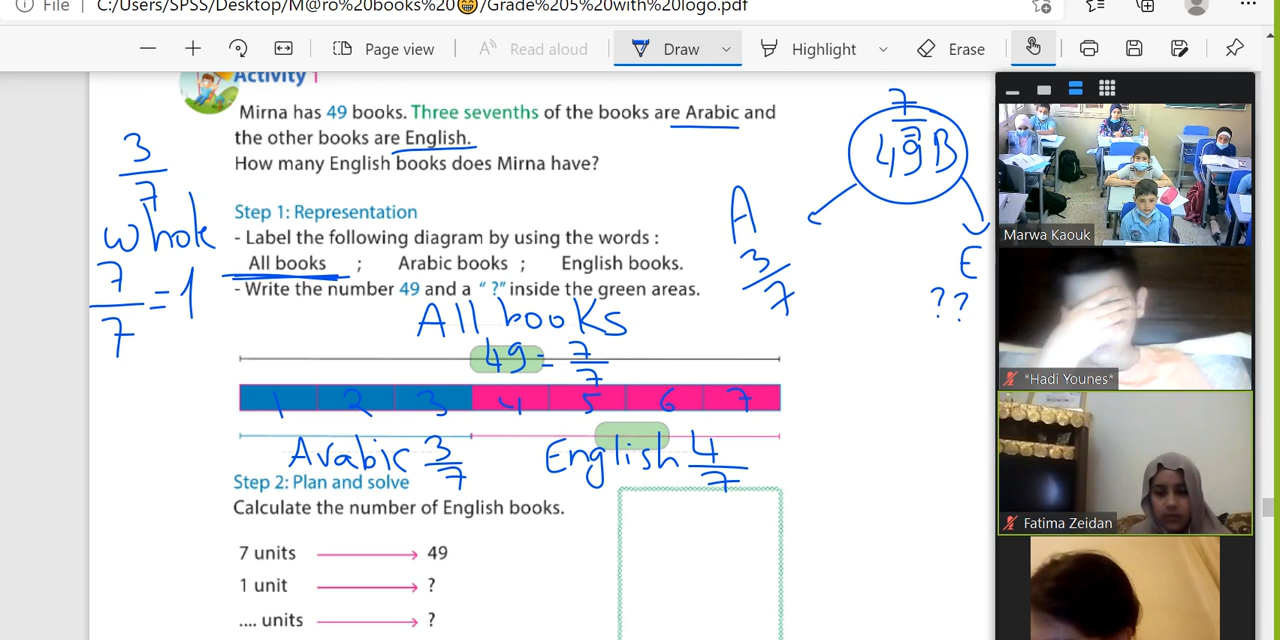 File C:/Users/SPSS/Desktop/M@ro%20books%20😁/Grade%205%20with%20logo.pdf
Page view Read aloud Draw Highlight Erase
Activity 1
Mirna has 49 books. Three sevenths of the books are Arabic and
the other books are English.
How many English books does Mirna have?
3/7
whole
7/7 = 1
Step 1: Representation
- Label the following diagram by using the words :
All books ; Arabic books ; English books.
- Write the number 49 and a " ?" inside the green areas.
All books
49 = 7/7
1 2 3 4 5 6 7
Arabic 3/7 English 4/7
Step 2: Plan and solve
Calculate the number of English books.
7 units 49
1 unit ?
.... units ?
49 B
A
3/7
E
??
Marwa Kaouk
*Hadi Younes*
Fatima Zeidan